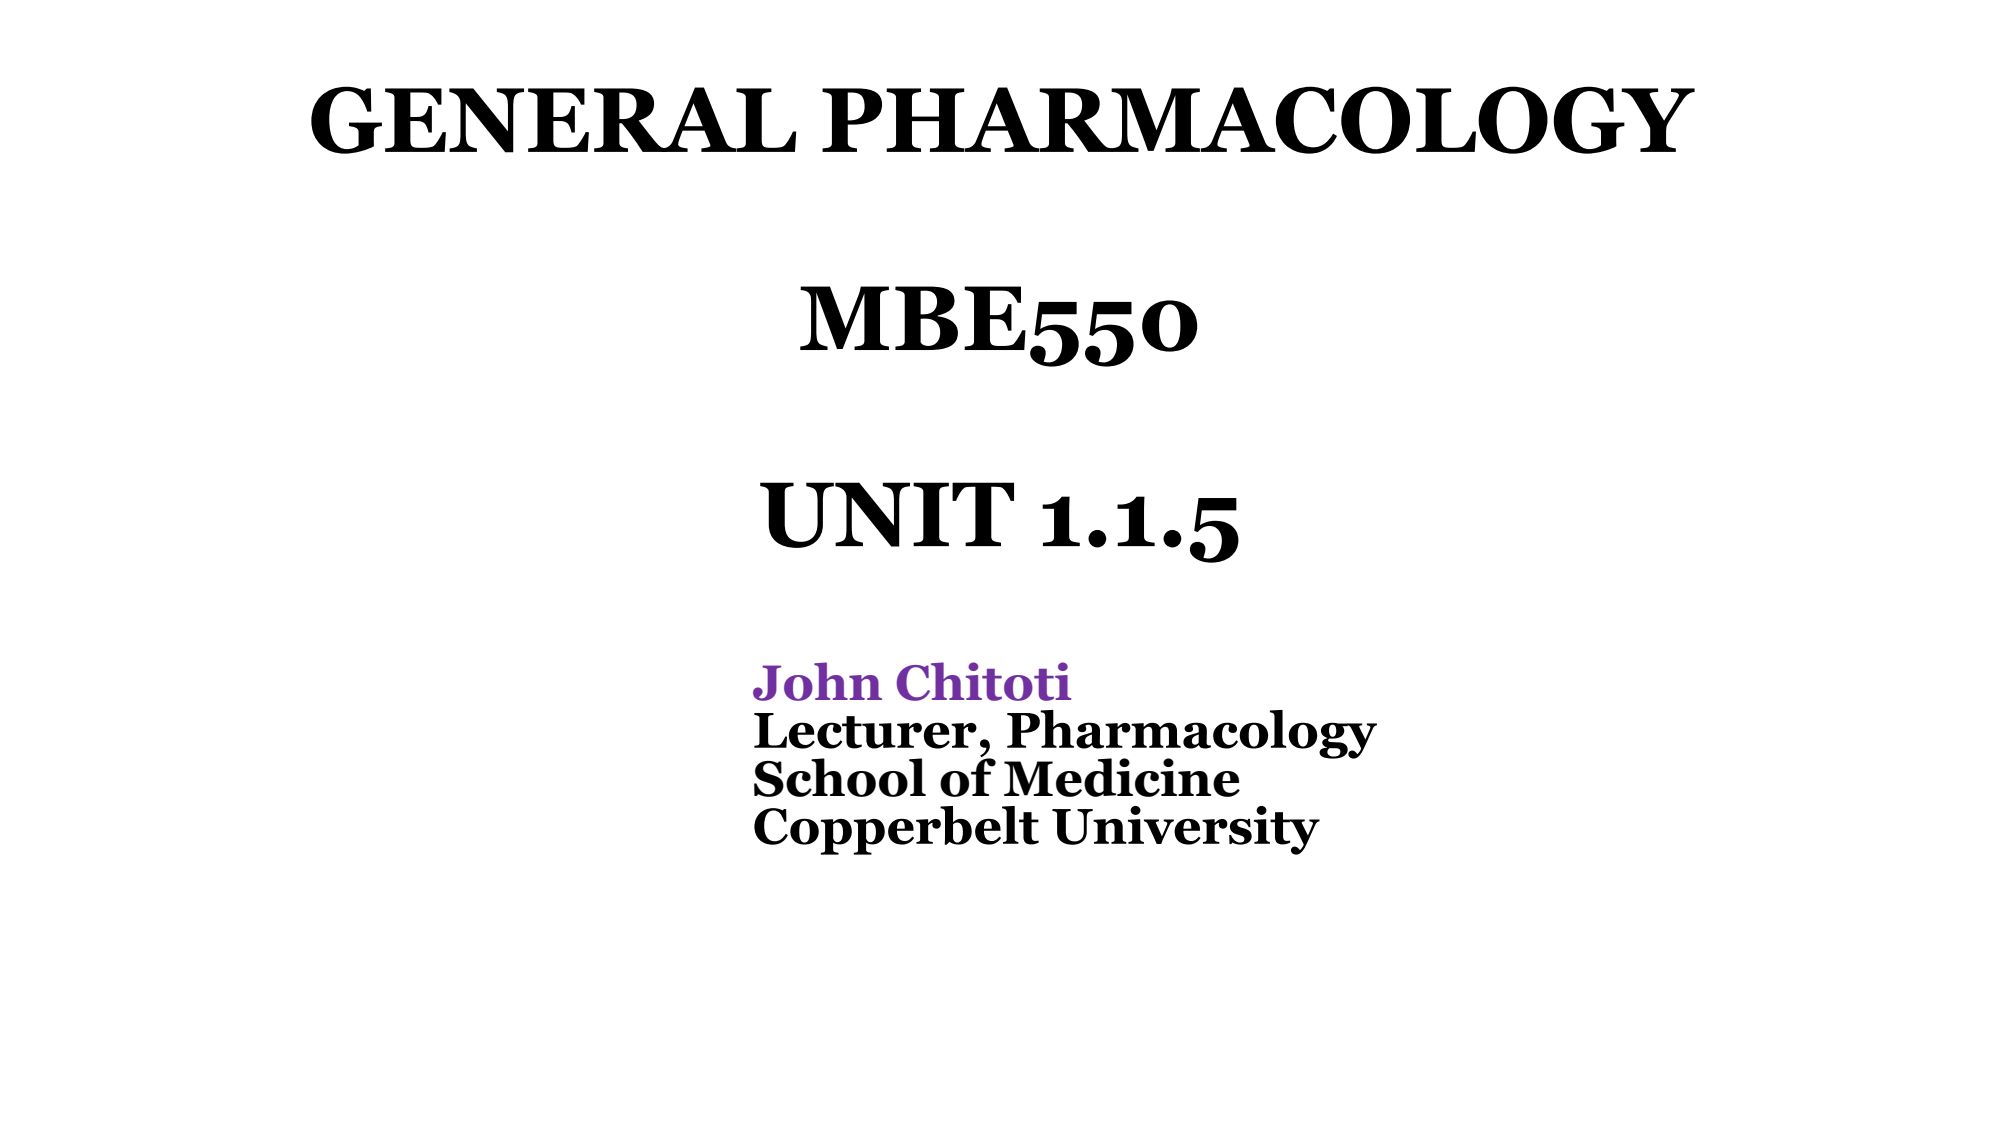 GENERAL PHARMACOLOGY
MBE550
UNIT 1.1.5
John Chitoti
Lecturer, Pharmacology
School of Medicine
Copperbelt University